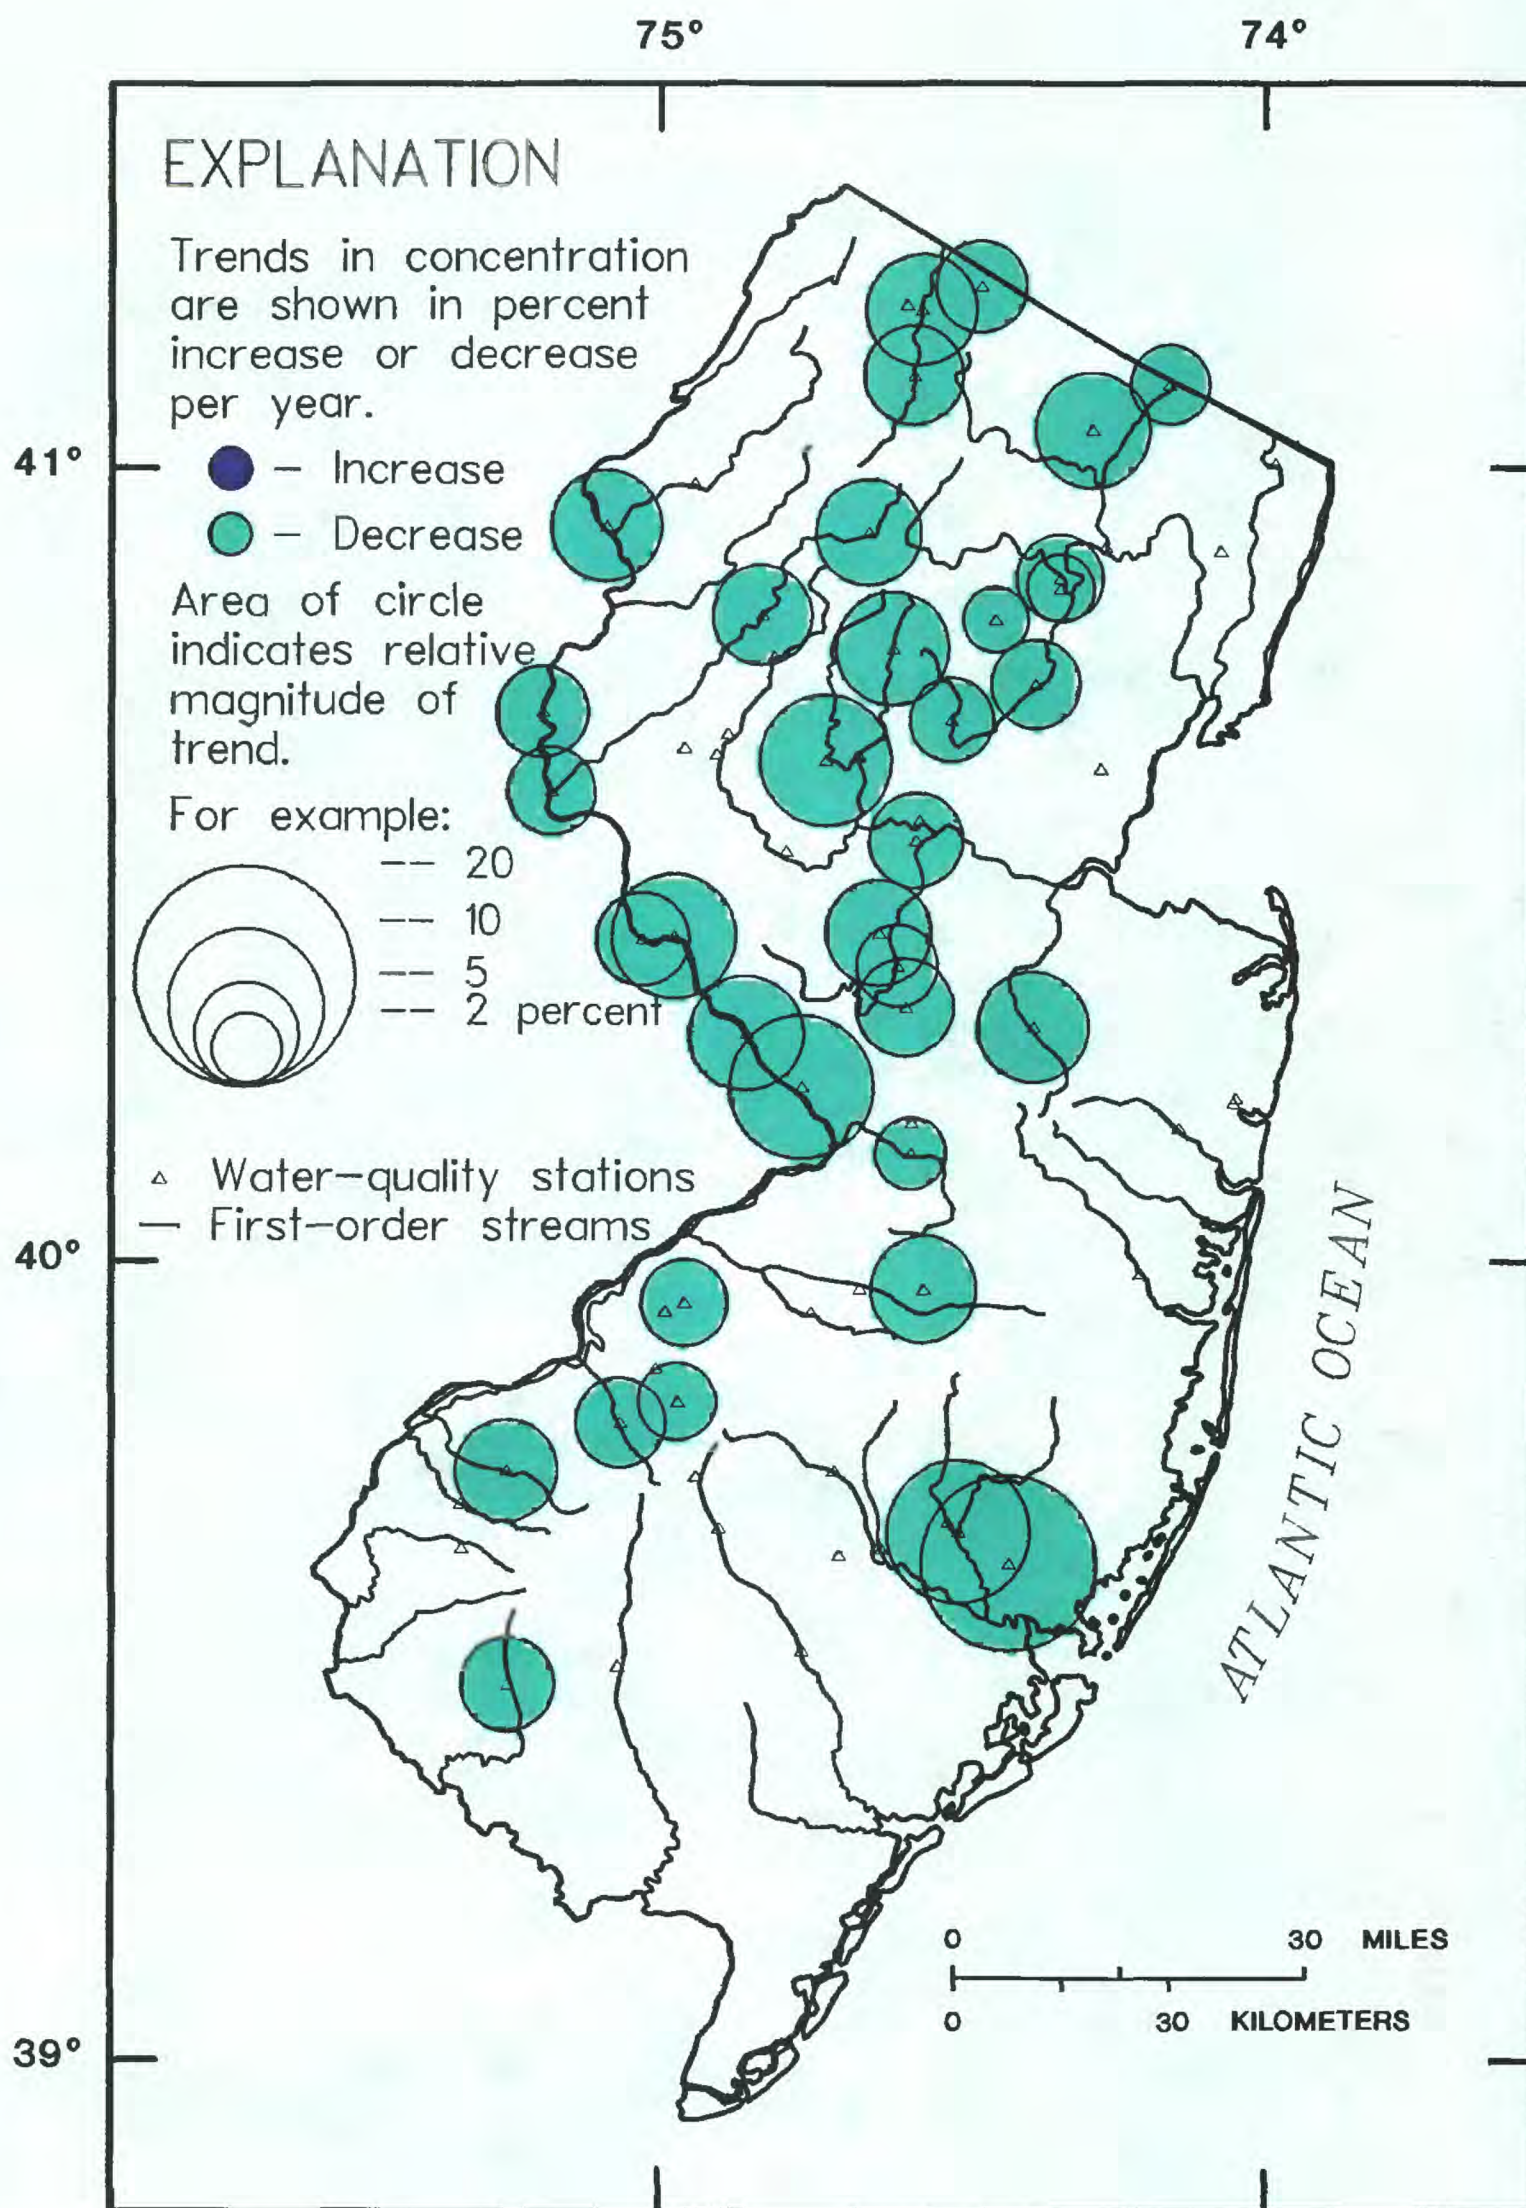 75° 74°
EXPLANATION
Trends in concentration
are shown in percent
increase or decrease
per year.
41°
– Increase
– Decrease
Area of circle
indicates relative
magnitude of
trend.
For example:
-- 20
-- 10
-- 5
-- 2 percent
Water-quality stations
First-order streams
40°
ATLANTIC OCEAN
0 30 MILES
0 30 KILOMETERS
39°